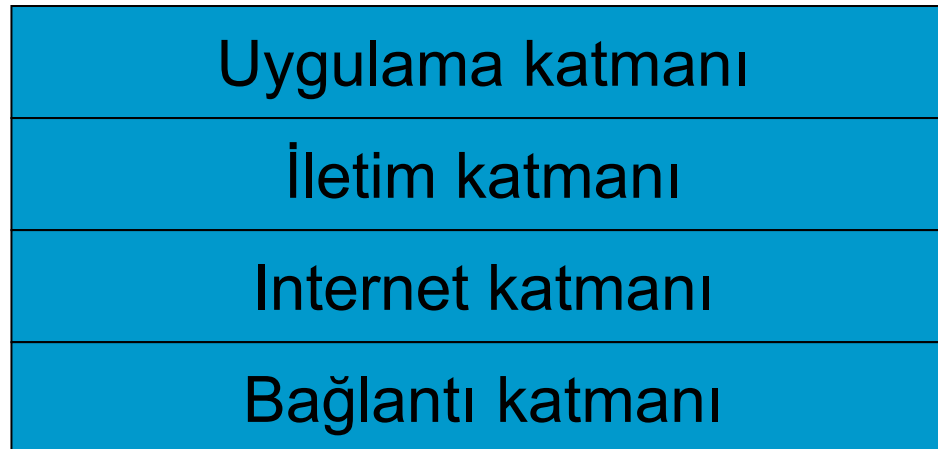 Uygulama katmanı
İletim katmanı
Internet katmanı
Bağlantı katmanı